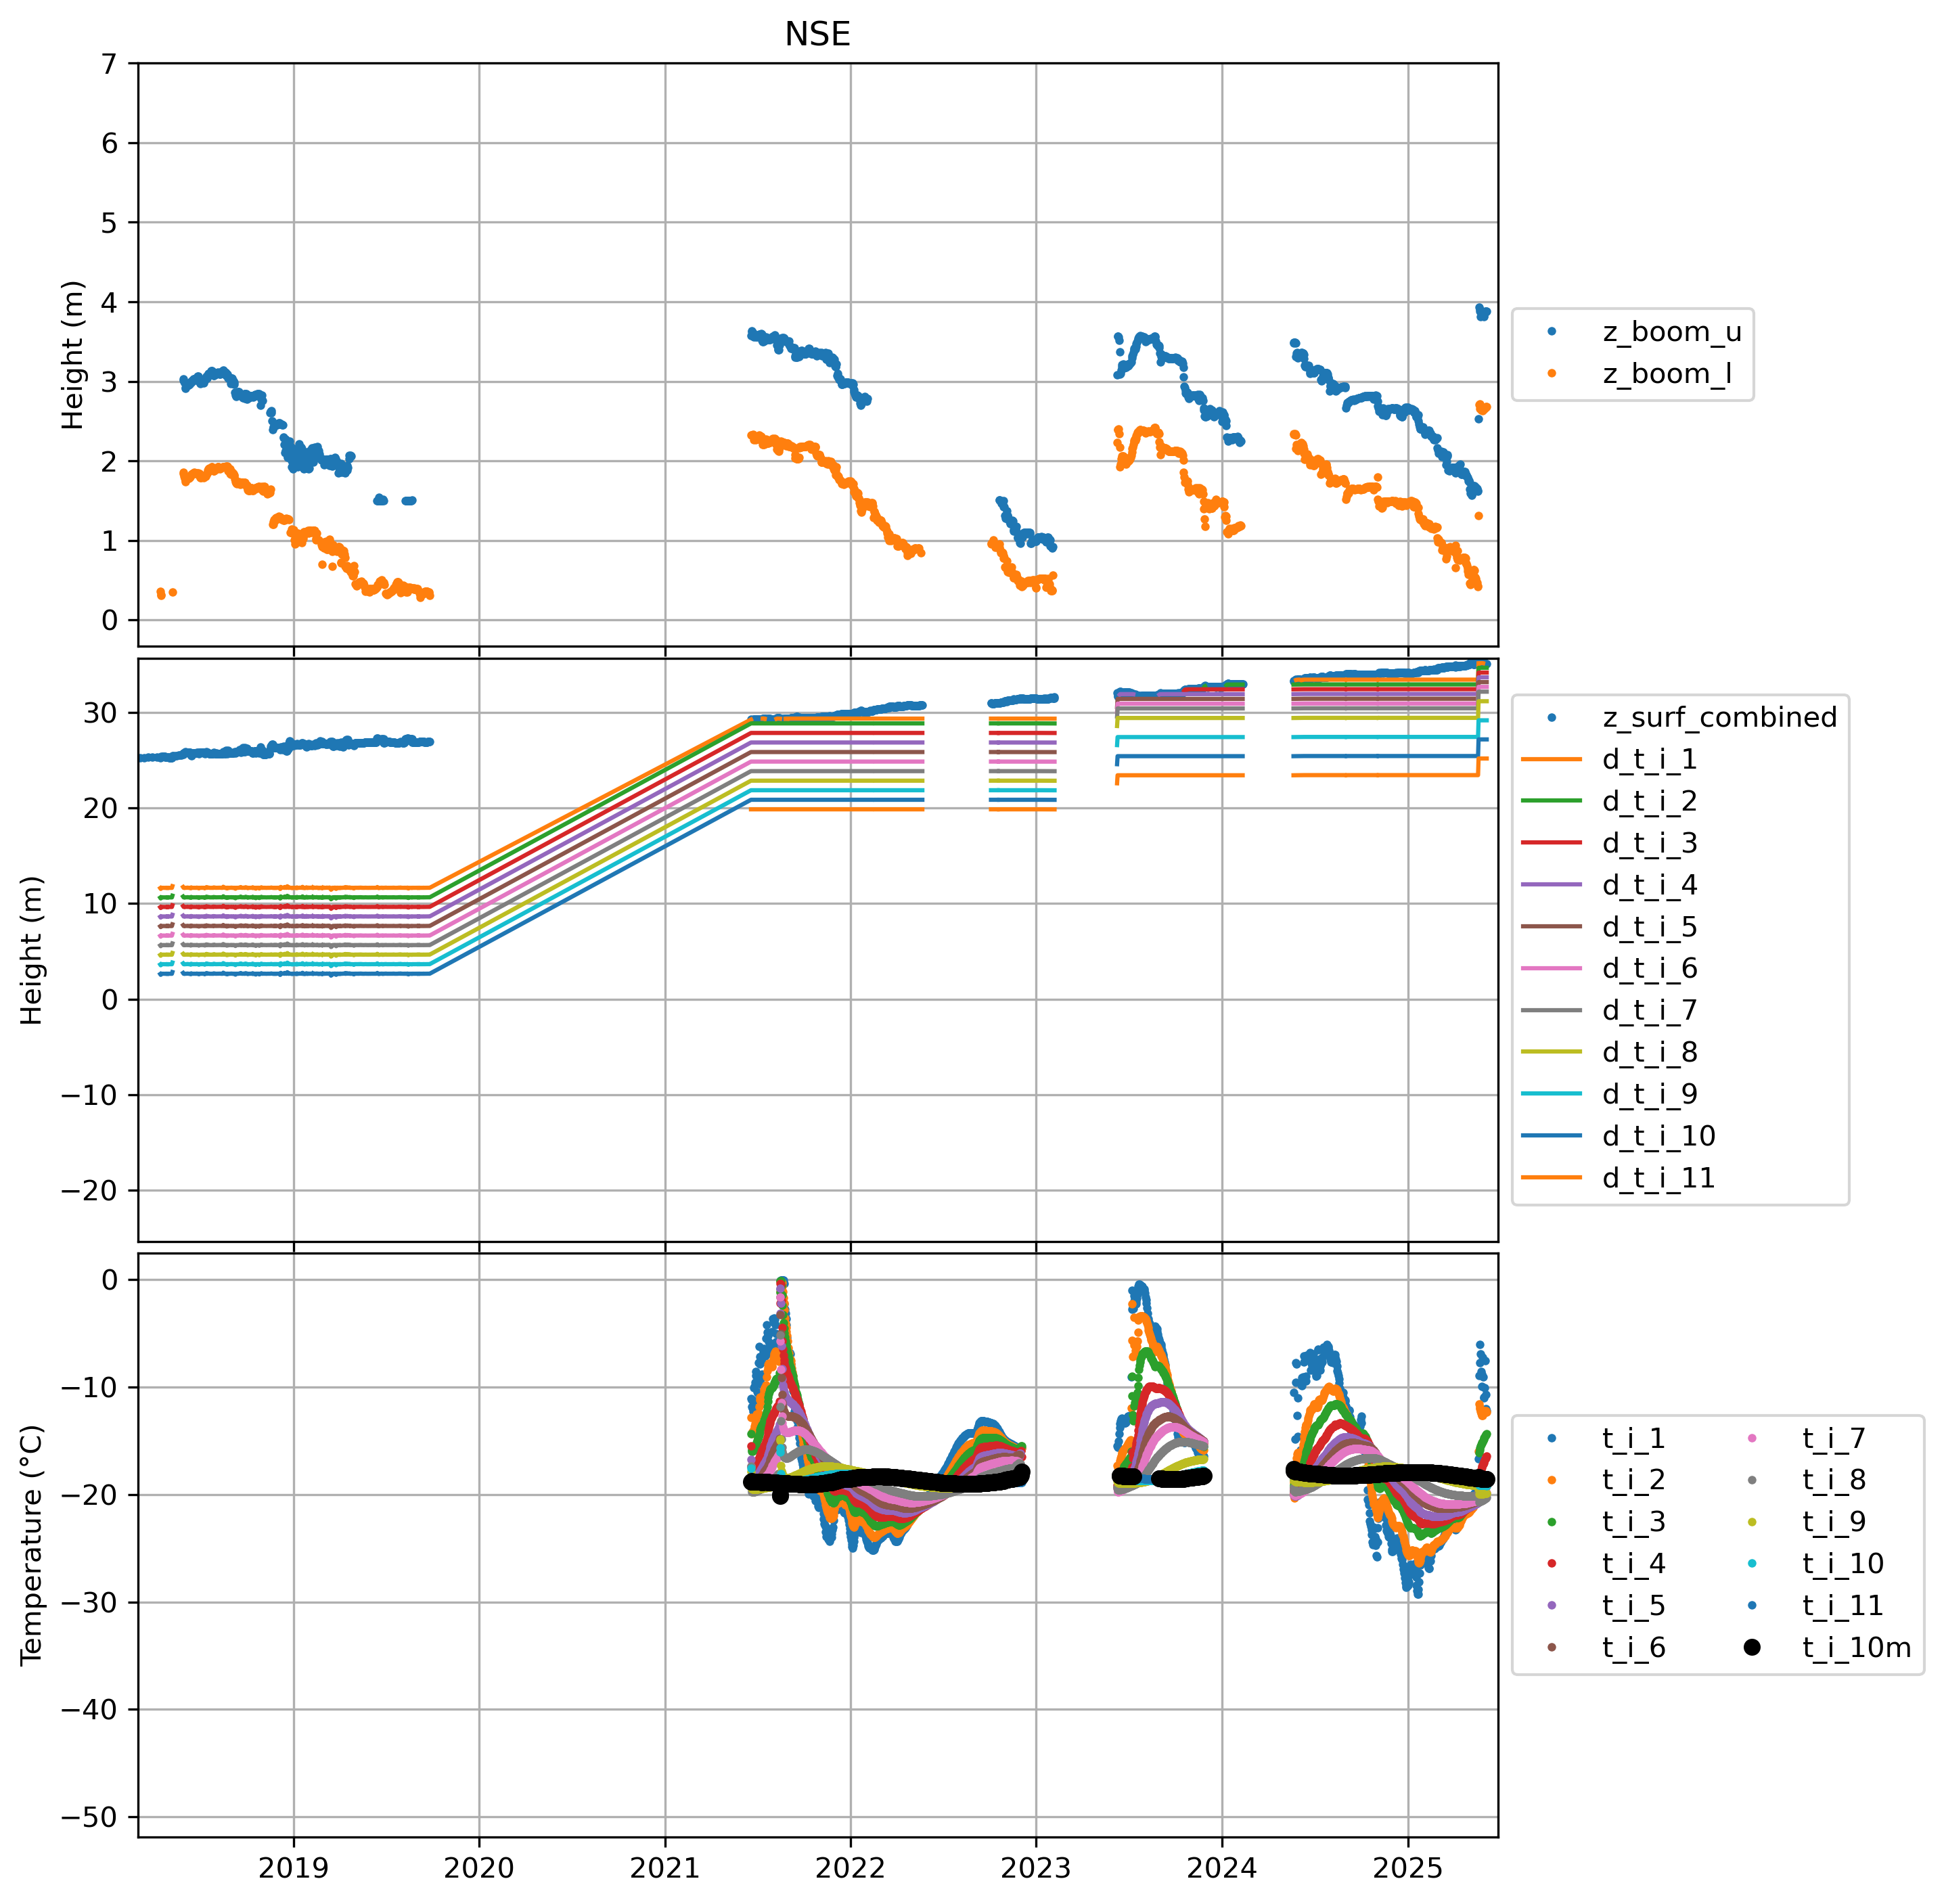 NSE
7
6
5
4
3
2
1
0
Height (m)
z_boom_u
z_boom_l
30
20
10
0
−10
−20
Height (m)
z_surf_combined
d_t_i_1
d_t_i_2
d_t_i_3
d_t_i_4
d_t_i_5
d_t_i_6
d_t_i_7
d_t_i_8
d_t_i_9
d_t_i_10
d_t_i_11
0
−10
−20
−30
−40
−50
Temperature (°C)
t_i_1
t_i_2
t_i_3
t_i_4
t_i_5
t_i_6
t_i_7
t_i_8
t_i_9
t_i_10
t_i_11
t_i_10m
2019 2020 2021 2022 2023 2024 2025